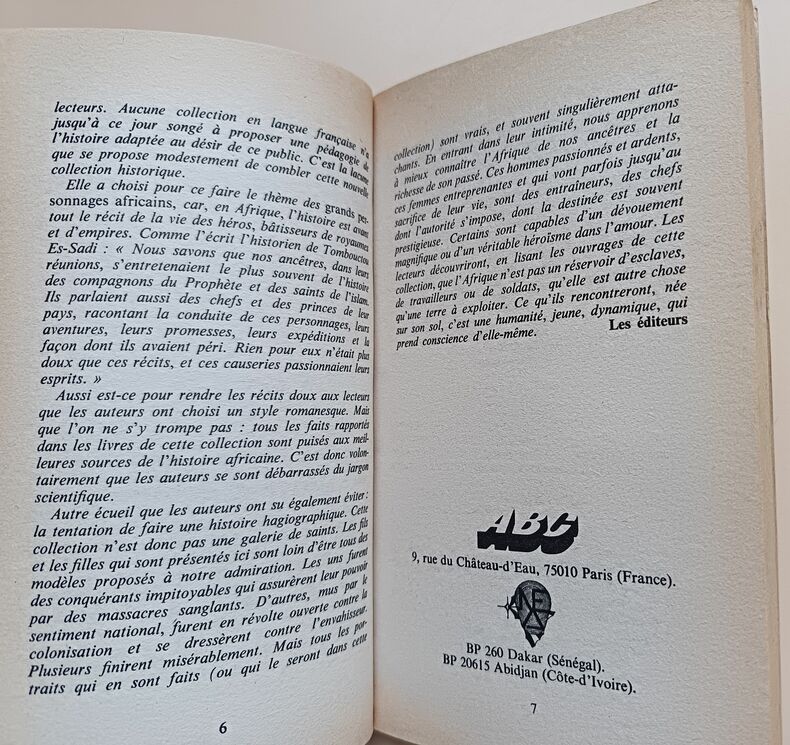 lecteurs. Aucune collection en langue française n'a
jusqu'à ce jour songé à proposer une pédagogie de
l'histoire adaptée au désir de ce public. C'est la lacune
que se propose modestement de combler cette nouvelle
collection historique.
Elle a choisi pour ce faire le thème des grands per-
sonnages africains, car, en Afrique, l'histoire est avant
tout le récit de la vie des héros, bâtisseurs de royaumes
et d'empires. Comme l'écrit l'historien de Tombouctou
Es-Sadi : « Nous savons que nos ancêtres, dans leurs
réunions, s'entretenaient le plus souvent de l'histoire
des compagnons du Prophète et des saints de l'islam.
Ils parlaient aussi des chefs et des princes de leur
pays, racontant la conduite de ces personnages, leurs
aventures, leurs promesses, leurs expéditions et la
façon dont ils avaient péri. Rien pour eux n'était plus
doux que ces récits, et ces causeries passionnaient leurs
esprits. »
Aussi est-ce pour rendre les récits doux aux lecteurs
que les auteurs ont choisi un style romanesque. Mais
que l'on ne s'y trompe pas : tous les faits rapportés
dans les livres de cette collection sont puisés aux meil-
leures sources de l'histoire africaine. C'est donc volon-
tairement que les auteurs se sont débarrassés du jargon
scientifique.
Autre écueil que les auteurs ont su également éviter :
la tentation de faire une histoire hagiographique. Cette
collection n'est donc pas une galerie de saints. Les fils
et les filles qui sont présentés ici sont loin d'être tous des
modèles proposés à notre admiration. Les uns furent
des conquérants impitoyables qui assurèrent leur pouvoir
par des massacres sanglants. D'autres, mus par le
sentiment national, furent en révolte ouverte contre la
colonisation et se dressèrent contre l'envahisseur.
Plusieurs finirent misérablement. Mais tous les por-
traits qui en sont faits (ou qui le seront dans cette
6
collection) sont vrais, et souvent singulièrement atta-
chants. En entrant dans leur intimité, nous apprenons
à mieux connaître l'Afrique de nos ancêtres et la
richesse de son passé. Ces hommes passionnés et ardents,
ces femmes entreprenantes et qui vont parfois jusqu'au
sacrifice de leur vie, sont des entraîneurs, des chefs
dont l'autorité s'impose, dont la destinée est souvent
prestigieuse. Certains sont capables d'un dévouement
magnifique ou d'un véritable héroïsme dans l'amour. Les
lecteurs découvriront, en lisant les ouvrages de cette
collection, que l'Afrique n'est pas un réservoir d'esclaves,
de travailleurs ou de soldats, qu'elle est autre chose
qu'une terre à exploiter. Ce qu'ils rencontreront, née
sur son sol, c'est une humanité, jeune, dynamique, qui
prend conscience d'elle-même. Les éditeurs
ABC
9, rue du Château-d'Eau, 75010 Paris (France).
BP 260 Dakar (Sénégal).
BP 20615 Abidjan (Côte-d'Ivoire).
7